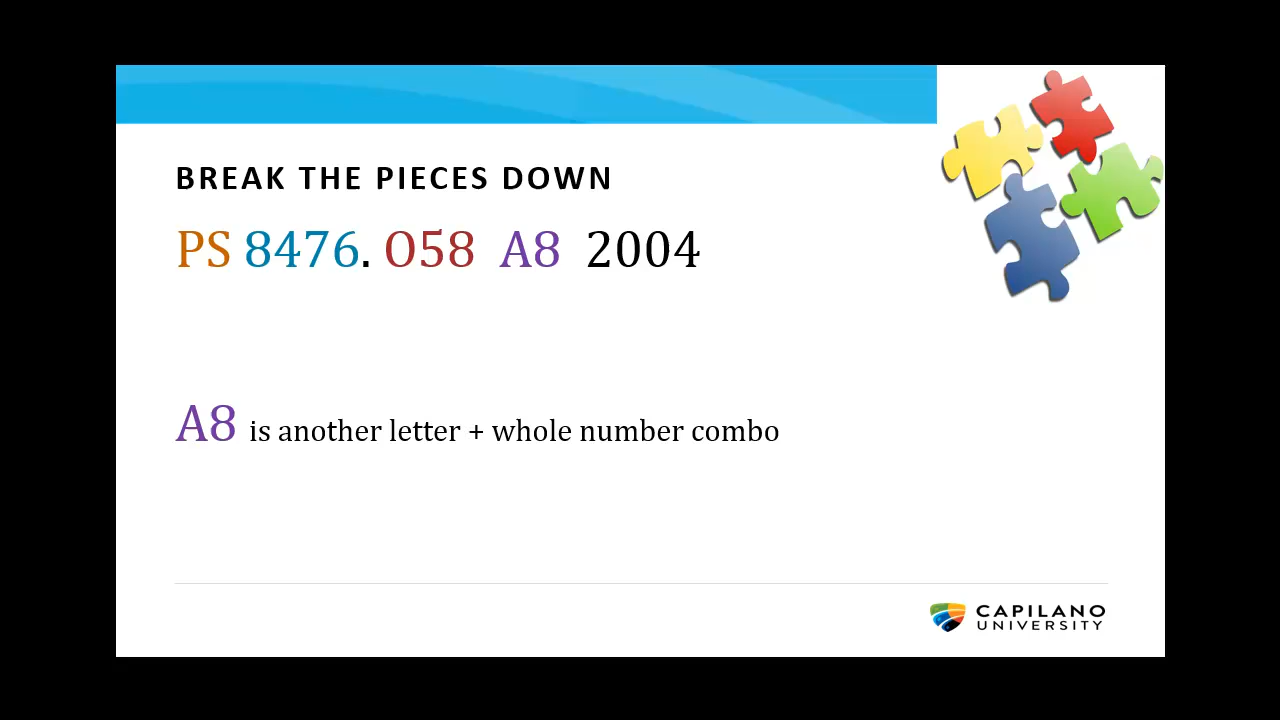 BREAK THE PIECES DOWN
PS 8476. O58 A8 2004
A8 is another letter + whole number combo
CAPILANO
UNIVERSITY